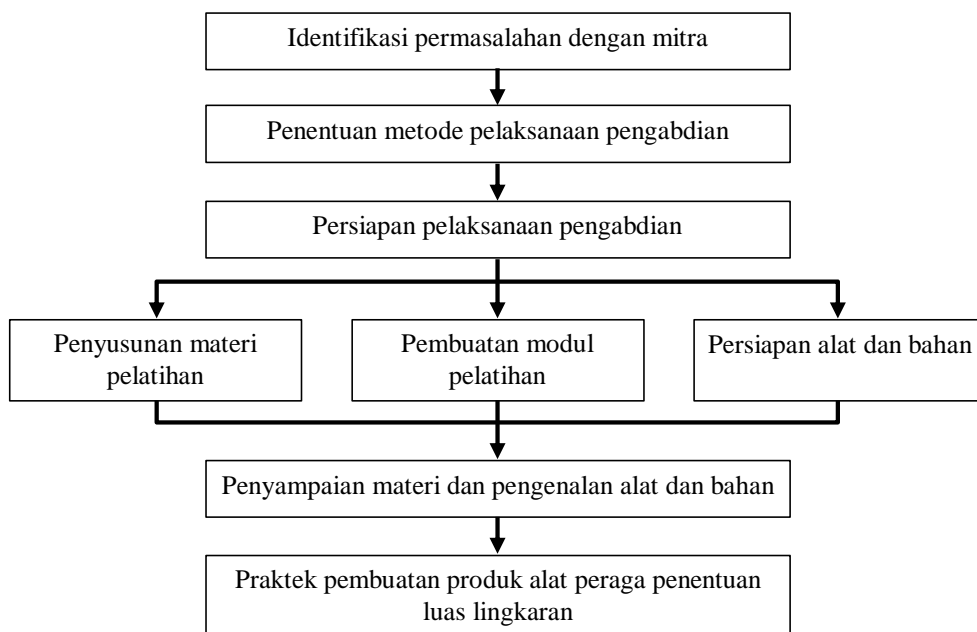 Identifikasi permasalahan dengan mitra
Penentuan metode pelaksanaan pengabdian
Persiapan pelaksanaan pengabdian
Penyusunan materi
pelatihan
Pembuatan modul
pelatihan
Persiapan alat dan bahan
Penyampaian materi dan pengenalan alat dan bahan
Praktek pembuatan produk alat peraga penentuan
luas lingkaran